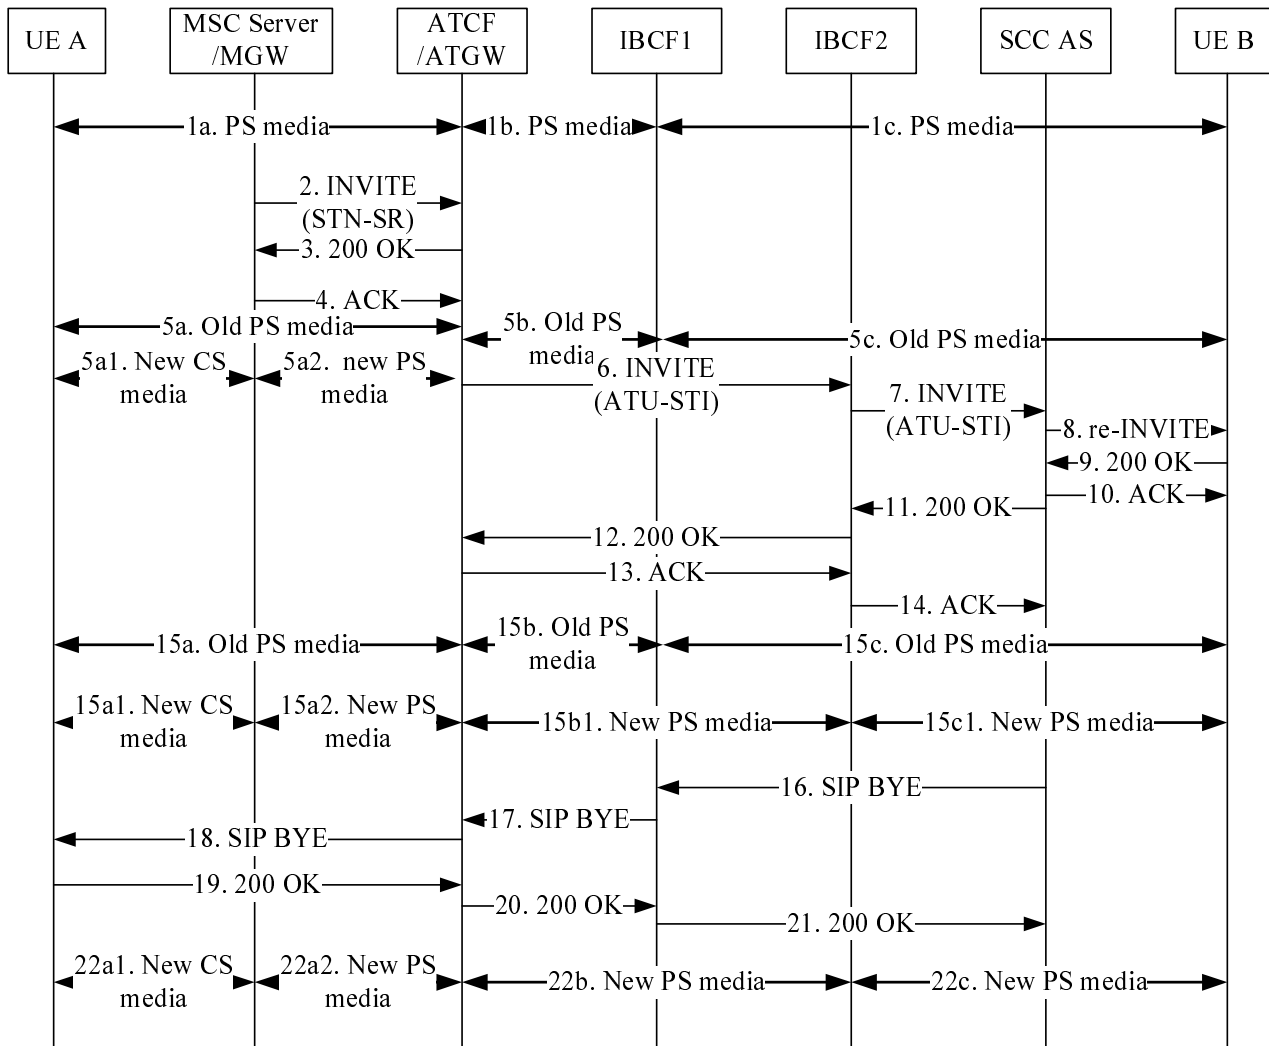 UE A
MSC Server
/MGW
ATCF
/ATGW
IBCF1
IBCF2
SCC AS
UE B
1a. PS media
1b. PS media
1c. PS media
2. INVITE
(STN-SR)
3. 200 OK
4. ACK
5a. Old PS media
5b. Old PS
media
5c. Old PS media
5a1. New CS
media
5a2. new PS
media
6. INVITE
(ATU-STI)
7. INVITE
(ATU-STI)
8. re-INVITE
9. 200 OK
10. ACK
11. 200 OK
12. 200 OK
13. ACK
14. ACK
15a. Old PS media
15b. Old PS
media
15c. Old PS media
15a1. New CS
media
15a2. New PS
media
15b1. New PS media
15c1. New PS media
16. SIP BYE
17. SIP BYE
18. SIP BYE
19. 200 OK
20. 200 OK
21. 200 OK
22a1. New CS
media
22a2. New PS
media
22b. New PS media
22c. New PS media